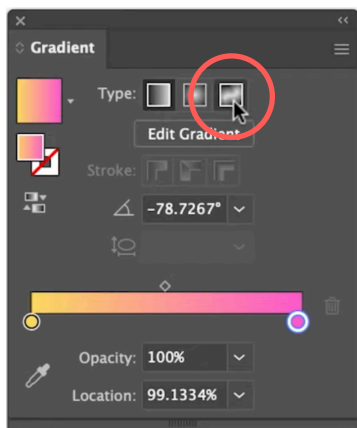 Gradient
Type:
Edit Gradient
Stroke:
-78.7267°
Opacity: 100%
Location: 99.1334%